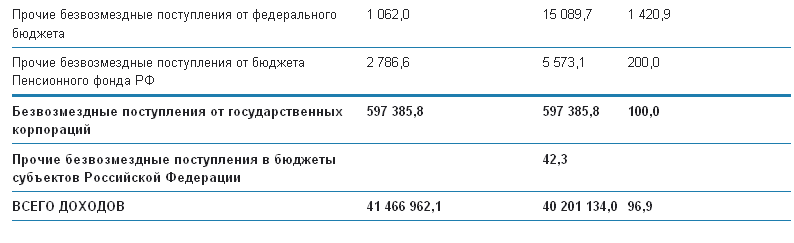 Прочие безвозмездные поступления от федерального 1 062,0 15 089,7 1 420,9
бюджета
Прочие безвозмездные поступления от бюджета 2 786,6 5 573,1 200,0
Пенсионного фонда РФ
Безвозмездные поступления от государственных 597 385,8 597 385,8 100,0
корпораций
Прочие безвозмездные поступления в бюджеты 42,3
субъектов Российской Федерации
ВСЕГО ДОХОДОВ 41 466 962,1 40 201 134,0 96,9